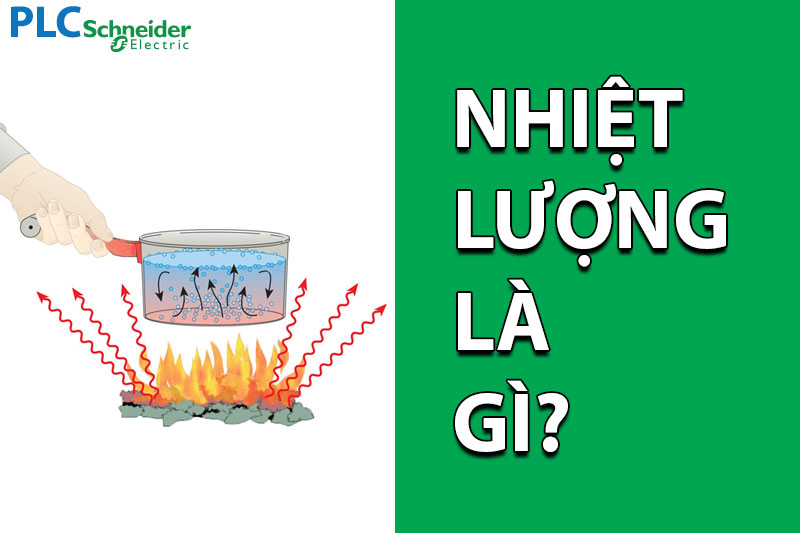 PLC Schneider
Electric
NHIỆT
LƯỢNG
LÀ
GÌ?